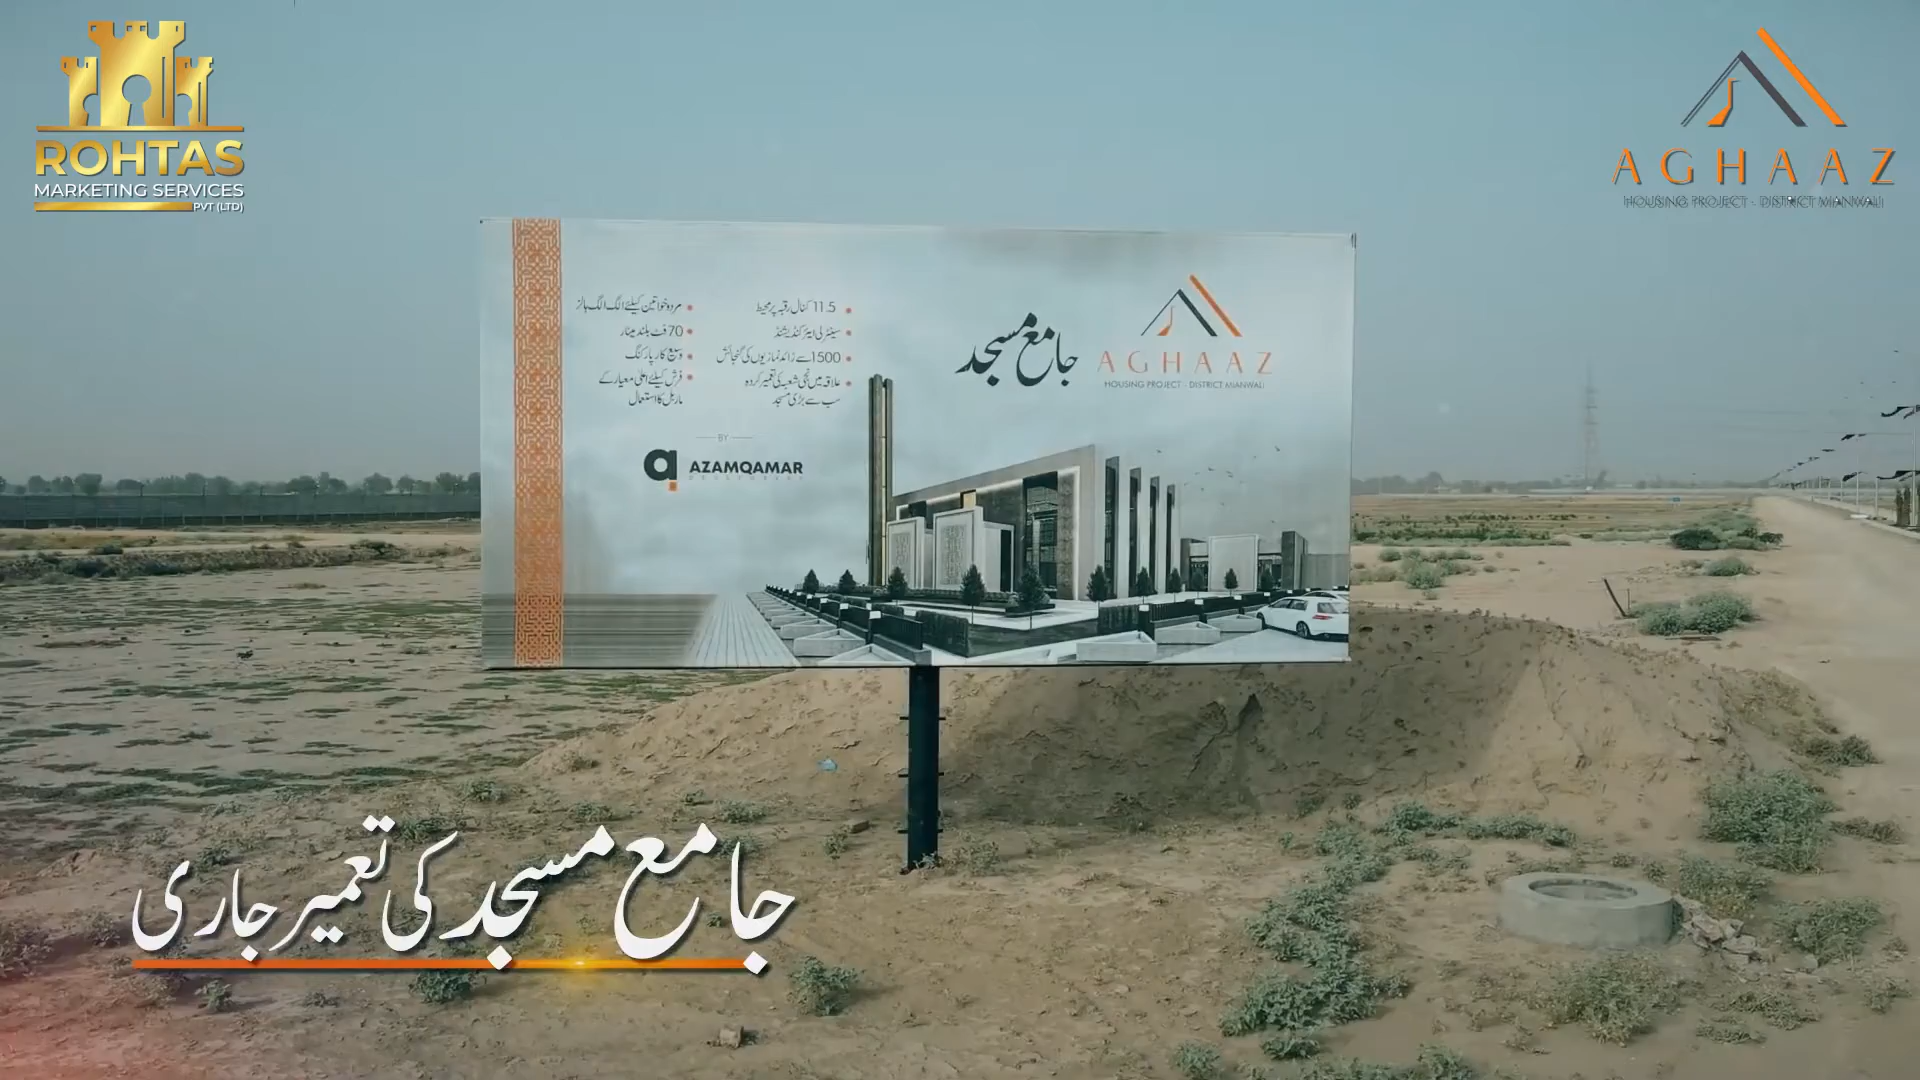 ROHTAS
MARKETING SERVICES
PVT (LTD)
AGHAAZ
HOUSING PROJECT - DISTRICT MIANWALI
جامع مسجد
AGHAAZ
HOUSING PROJECT - DISTRICT MIANWALI
11.5 کنال رقبہ پر محیط
سینٹرلی ایئر کنڈیشنڈ
1500 سے زائد نمازیوں کی گنجائش
علاقہ میں نجی شعبہ کی تعمیر کردہ
سب سے بڑی مسجد
مرد و خواتین کیلئے الگ الگ ہالز
70 فٹ بلند مینار
وسیع کار پارکنگ
فرش کیلئے اعلیٰ معیار کے
ماربل کا استعمال
BY
AZAMQAMAR
DEVELOPERS
جامع مسجد کی تعمیر جاری